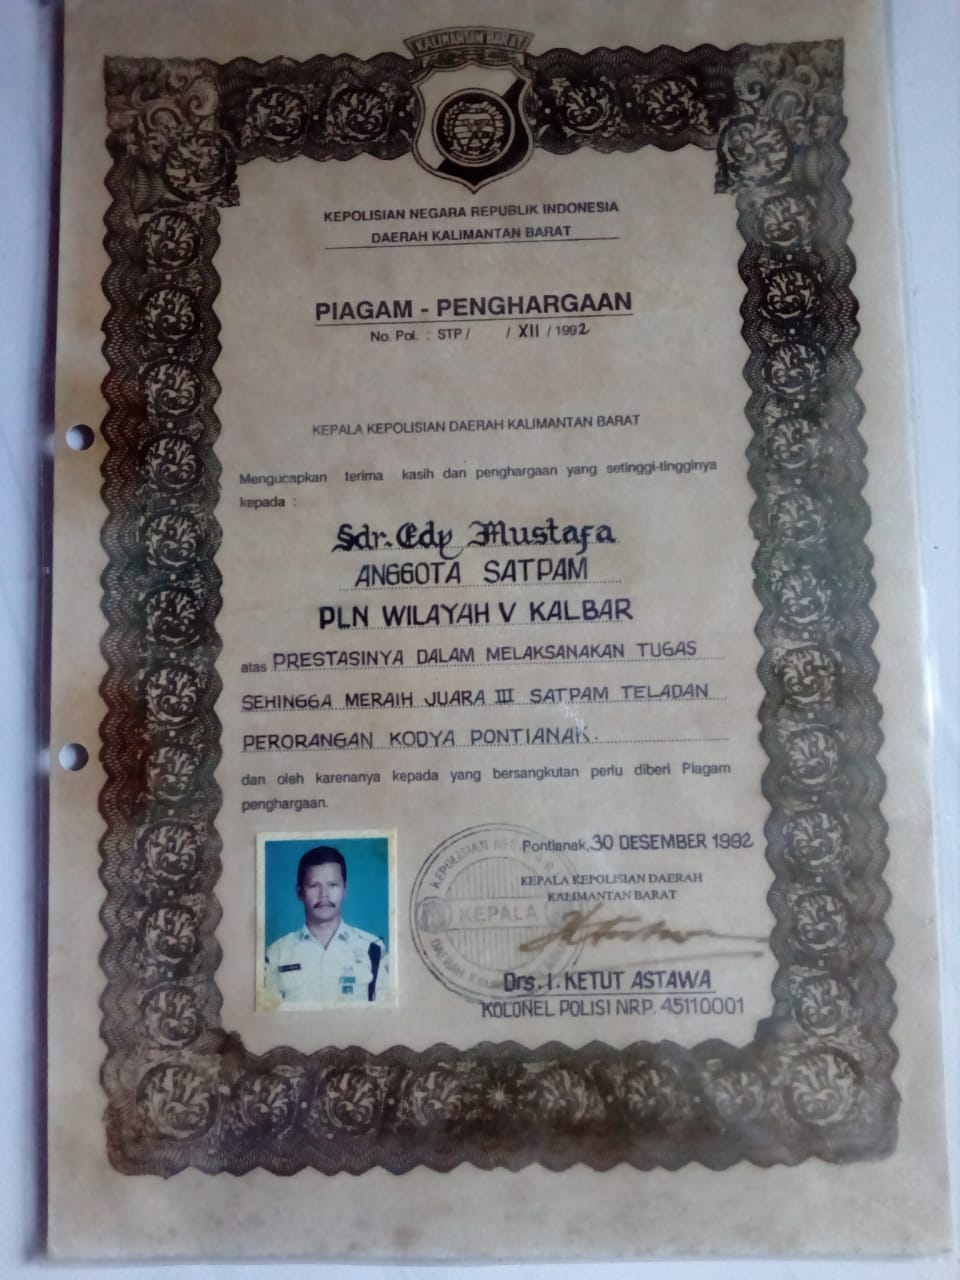 KALIMANTAN BARAT
KEPOLISIAN NEGARA REPUBLIK INDONESIA
DAERAH KALIMANTAN BARAT
PIAGAM - PENGHARGAAN
No. Pol. : STP / / XII / 1992
KEPALA KEPOLISIAN DAERAH KALIMANTAN BARAT
Mengucapkan terima kasih dan penghargaan yang setinggi-tingginya
kepada :
Sdr. Edy Mustafa
ANGGOTA SATPAM
PLN WILAYAH V KALBAR
atas PRESTASINYA DALAM MELAKSANAKAN TUGAS
SEHINGGA MERAIH JUARA III SATPAM TELADAN
PERORANGAN KODYA PONTIANAK.
dan oleh karenanya kepada yang bersangkutan perlu diberi Piagam
penghargaan.
Pontianak, 30 DESEMBER 1992
KEPALA KEPOLISIAN DAERAH
KALIMANTAN BARAT
KEPOLISIAN
KEPALA
DAERAH
Drs. I. KETUT ASTAWA
KOLONEL POLISI NRP. 45110001